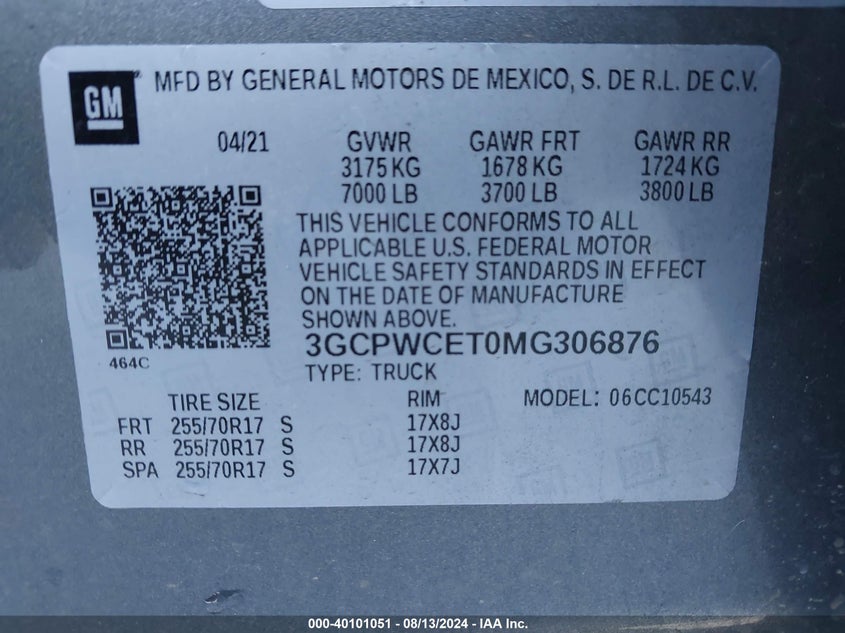 GM
MFD BY GENERAL MOTORS DE MEXICO, S. DE R.L. DE C.V.
04/21 GVWR GAWR FRT GAWR RR
3175 KG 1678 KG 1724 KG
7000 LB 3700 LB 3800 LB
THIS VEHICLE CONFORMS TO ALL
APPLICABLE U.S. FEDERAL MOTOR
VEHICLE SAFETY STANDARDS IN EFFECT
ON THE DATE OF MANUFACTURE
SHOWN ABOVE.
3GCPWCET0MG306876
464C
TYPE: TRUCK
TIRE SIZE RIM MODEL: 06CC10543
FRT 255/70R17 S 17X8J
RR 255/70R17 S 17X8J
SPA 255/70R17 S 17X7J
000-40101051 - 08/13/2024 - IAA Inc.